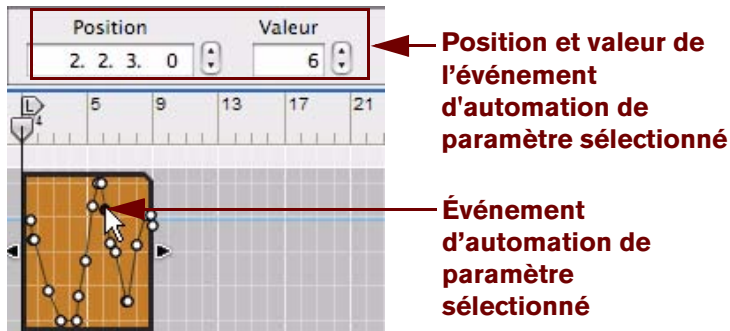 Position Valeur
2. 2. 3. 0 6
Position et valeur de
l’événement
d'automation de
paramètre sélectionné
L 5 9 13 17 21
4
Événement
d’automation de
paramètre
sélectionné